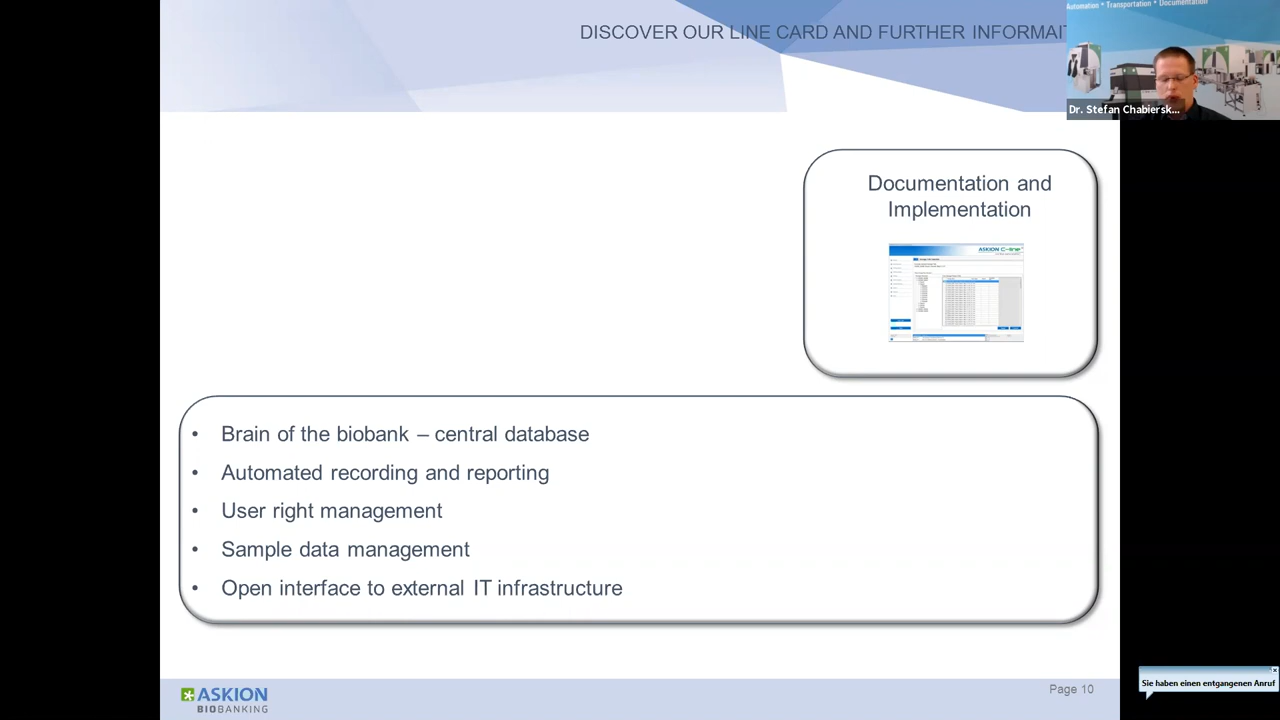 DISCOVER OUR LINE CARD AND FURTHER INFORMAT
Automation * Transportation * Documentation
Dr. Stefan Chabiersk...
Documentation and
Implementation
ASKION C-line
• Brain of the biobank – central database
• Automated recording and reporting
• User right management
• Sample data management
• Open interface to external IT infrastructure
ASKION
BIOBANKING
Page 10
Sie haben einen entgangenen Anruf